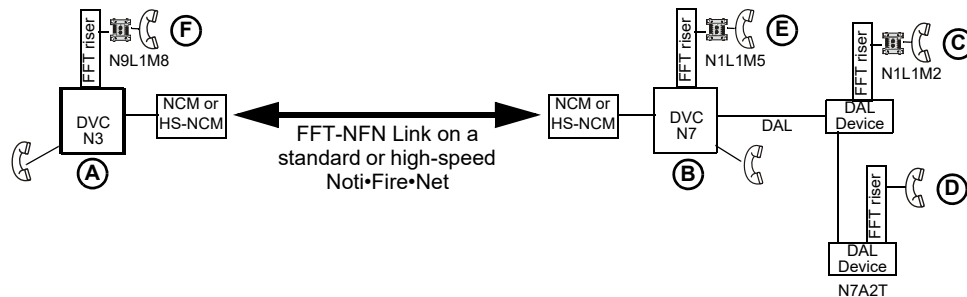 FFT riser
F
N9L1M8
DVC
N3
A
NCM or
HS-NCM
FFT-NFN Link on a
standard or high-speed
Noti•Fire•Net
NCM or
HS-NCM
FFT riser
E
N1L1M5
DVC
N7
B
DAL
FFT riser
C
N1L1M2
DAL
Device
FFT riser
D
DAL
Device
N7A2T